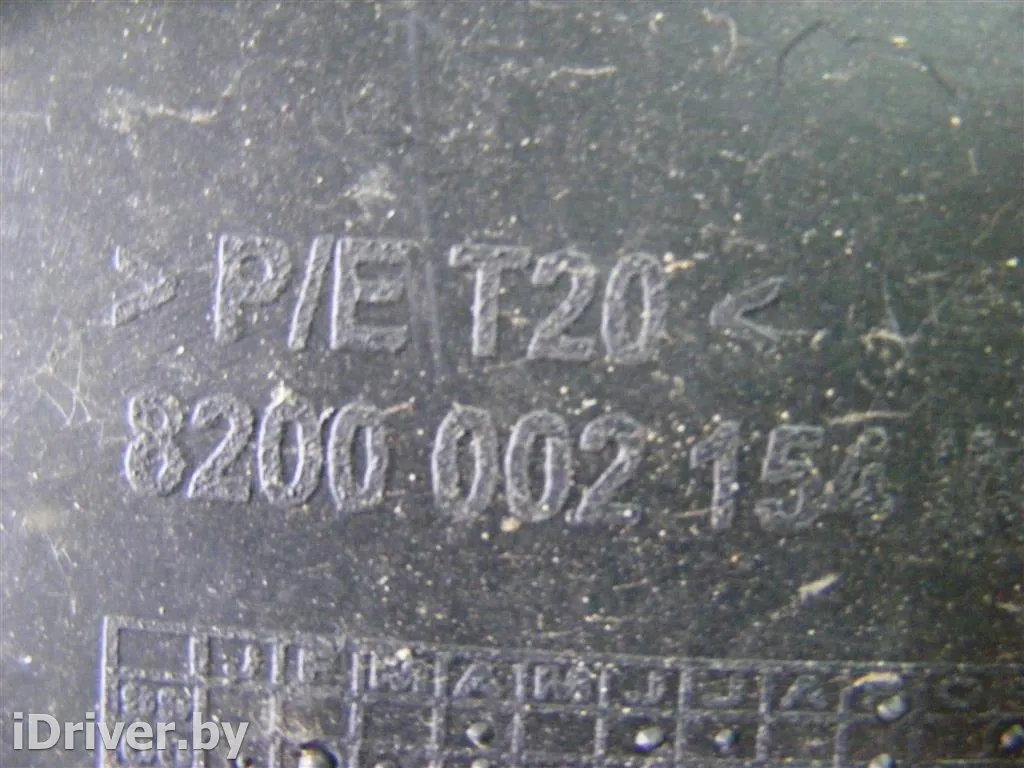 >P/E T20<
8200 002 154
J F M A M J J A
iDriver.by